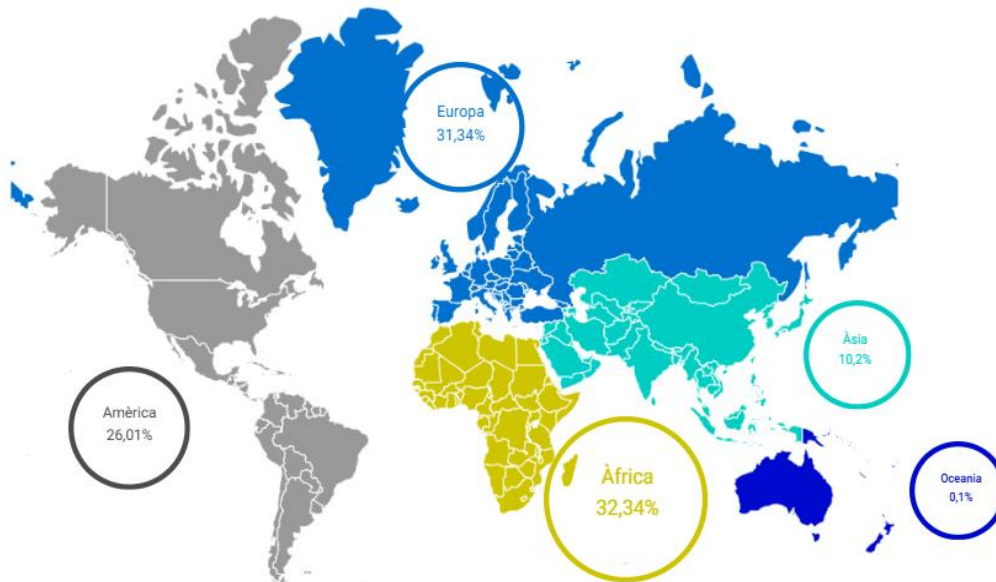 Europa
31,34%
Àsia
10,2%
Amèrica
26,01%
Àfrica
32,34%
Oceania
0,1%